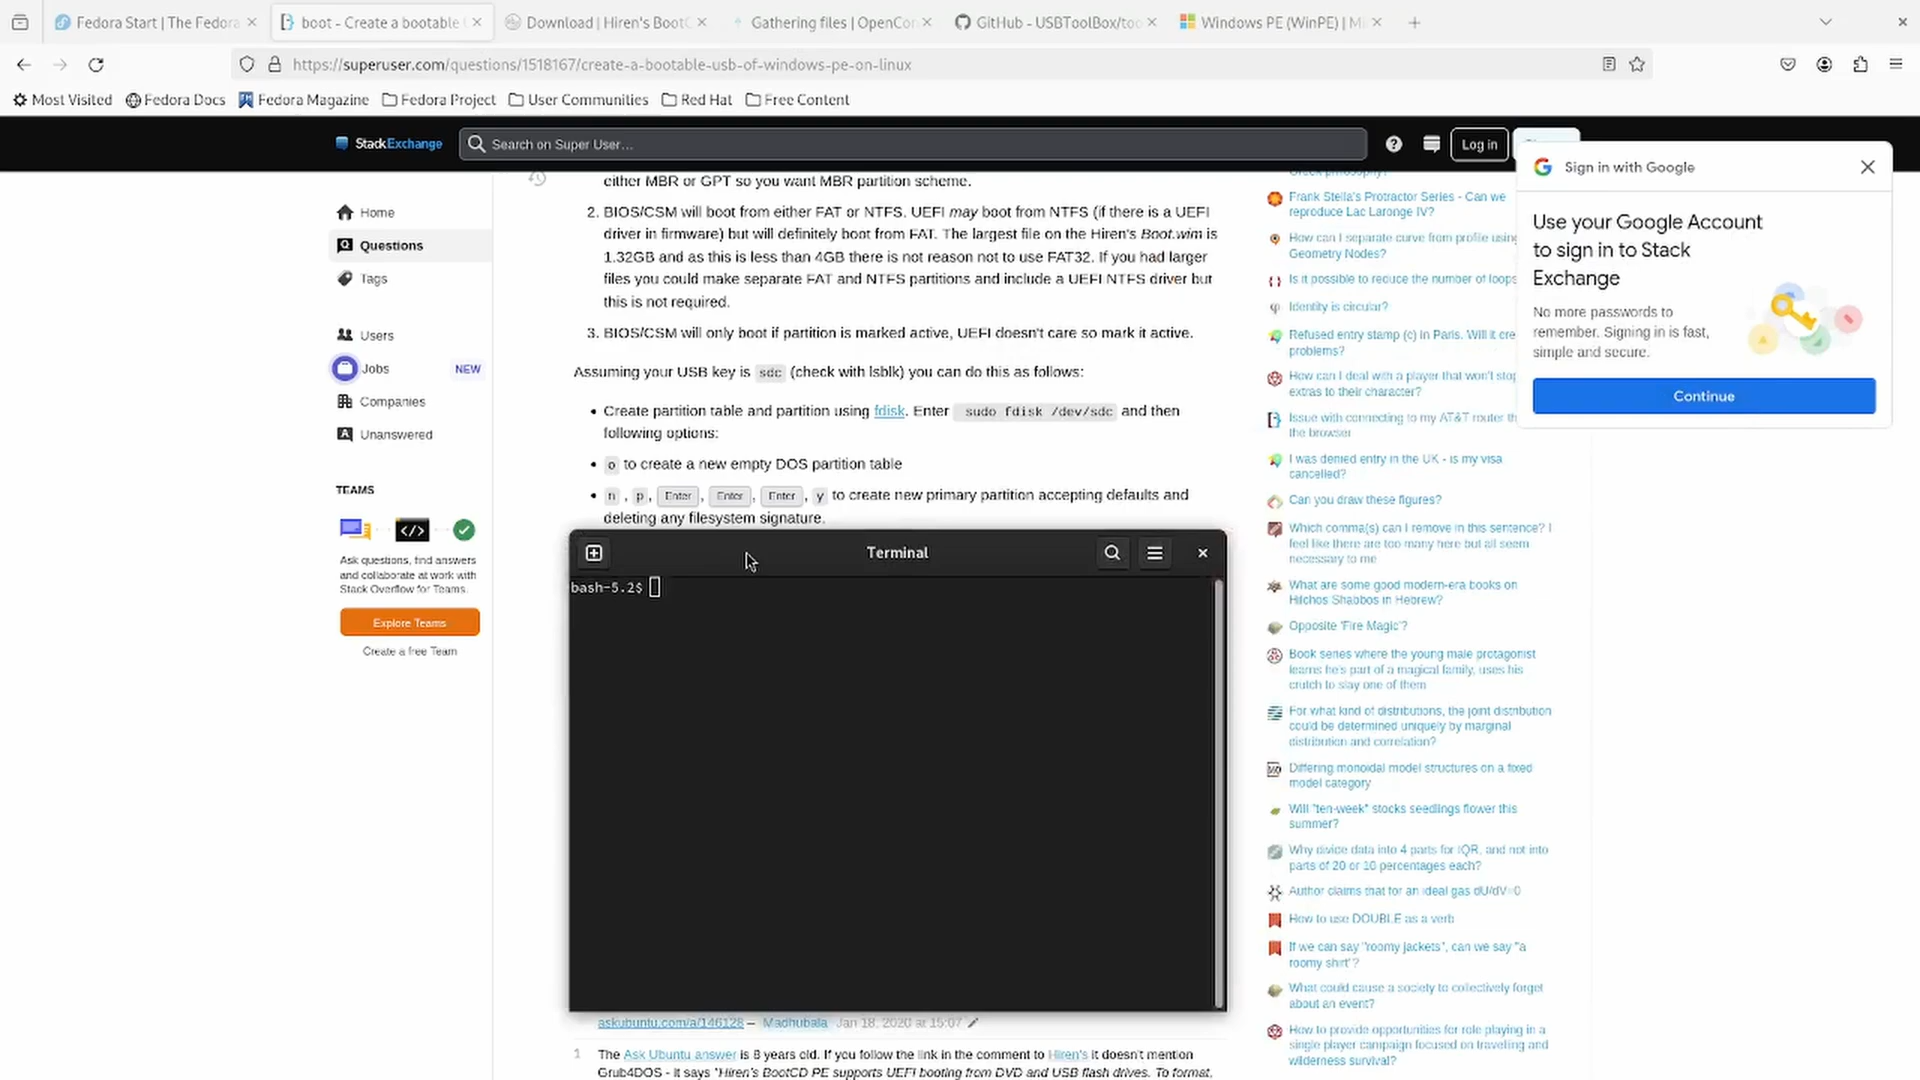 Fedora Start | The Fedora
boot - Create a bootable
Download | Hiren's BootC
Gathering files | OpenCor
GitHub - USBToolBox/too
Windows PE (WinPE) | Mi
https://superuser.com/questions/1518167/create-a-bootable-usb-of-windows-pe-on-linux
Most Visited
Fedora Docs
Fedora Magazine
Fedora Project
User Communities
Red Hat
Free Content
StackExchange
Search on Super User…
Log in
Home
Questions
Tags
Users
Jobs
NEW
Companies
Unanswered
TEAMS
Ask questions, find answers
and collaborate at work with
Stack Overflow for Teams.
Explore Teams
Create a free Team
either MBR or GPT so you want MBR partition scheme.
2. BIOS/CSM will boot from either FAT or NTFS. UEFI may boot from NTFS (if there is a UEFI
driver in firmware) but will definitely boot from FAT. The largest file on the Hiren's Boot.wim is
1.32GB and as this is less than 4GB there is not reason not to use FAT32. If you had larger
files you could make separate FAT and NTFS partitions and include a UEFI NTFS driver but
this is not required.
3. BIOS/CSM will only boot if partition is marked active, UEFI doesn't care so mark it active.
Assuming your USB key is sdc (check with lsblk) you can do this as follows:
• Create partition table and partition using fdisk. Enter sudo fdisk /dev/sdc and then
following options:
• o to create a new empty DOS partition table
• n , p, Enter, Enter, Enter, y to create new primary partition accepting defaults and
deleting any filesystem signature.
Terminal
bash-5.2$
askubuntu.com/a/146128 – Madhubala Jan 18, 2020 at 15:07
1 The Ask Ubuntu answer is 8 years old. If you follow the link in the comment to Hiren's it doesn't mention
Grub4DOS - it says "Hiren's BootCD PE supports UEFI booting from DVD and USB flash drives. To format,
Frank Stella's Protractor Series - Can we
reproduce Lac Laronge IV?
How can I separate curve from profile using
Geometry Nodes?
Is it possible to reduce the number of loops
Identity is circular?
Refused entry stamp (c) in Paris. Will it cre
problems?
How can I deal with a player that won't stop
extras to their character?
Issue with connecting to my AT&T router th
the browser
I was denied entry in the UK - is my visa
cancelled?
Can you draw these figures?
Which comma(s) can I remove in this sentence? I
feel like there are too many here but all seem
necessary to me
What are some good modern-era books on
Hilchos Shabbos in Hebrew?
Opposite 'Fire Magic'?
Book series where the young male protagonist
learns he's part of a magical family, uses his
crutch to slay one of them
For what kind of distributions, the joint distribution
could be determined uniquely by marginal
distribution and correlation?
Differing monoidal model structures on a fixed
model category
Will "ten-week" stocks seedlings flower this
summer?
Why divide data into 4 parts for IQR, and not into
parts of 20 or 10 percentages each?
Author claims that for an ideal gas dU/dV=0
How to use DOUBLE as a verb
If we can say "roomy jackets", can we say "a
roomy shirt"?
What could cause a society to collectively forget
about an event?
How to provide opportunities for role playing in a
single player campaign focused on travelling and
wilderness survival?
Sign in with Google
Use your Google Account
to sign in to Stack
Exchange
No more passwords to
remember. Signing in is fast,
simple and secure.
Continue